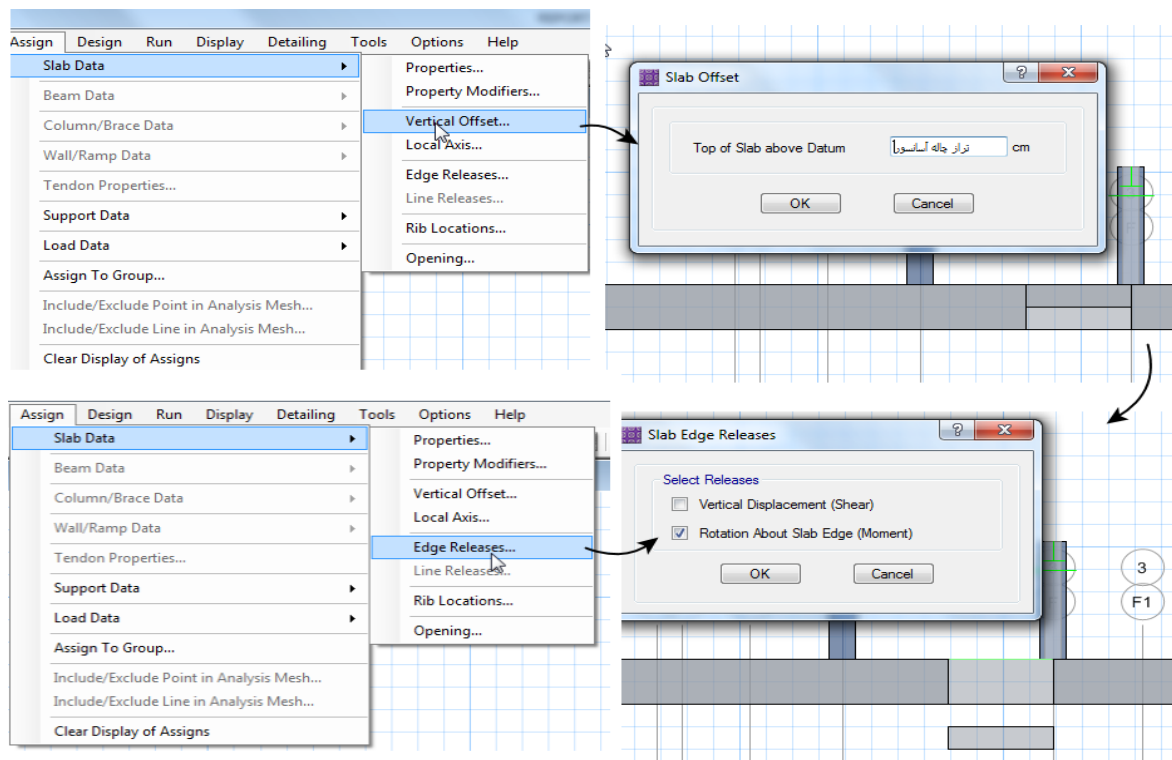 Assign Design Run Display Detailing Tools Options Help
Slab Data
Beam Data
Column/Brace Data
Wall/Ramp Data
Tendon Properties...
Support Data
Load Data
Assign To Group...
Include/Exclude Point in Analysis Mesh...
Include/Exclude Line in Analysis Mesh...
Clear Display of Assigns
Properties...
Property Modifiers...
Vertical Offset...
Local Axis...
Edge Releases...
Line Releases...
Rib Locations...
Opening...
Slab Offset
Top of Slab above Datum تراز چاله آسانسور cm
OK Cancel
Assign Design Run Display Detailing Tools Options Help
Slab Data
Beam Data
Column/Brace Data
Wall/Ramp Data
Tendon Properties...
Support Data
Load Data
Assign To Group...
Include/Exclude Point in Analysis Mesh...
Include/Exclude Line in Analysis Mesh...
Clear Display of Assigns
Properties...
Property Modifiers...
Vertical Offset...
Local Axis...
Edge Releases...
Line Releases...
Rib Locations...
Opening...
Slab Edge Releases
Select Releases
Vertical Displacement (Shear)
Rotation About Slab Edge (Moment)
OK Cancel
3
F1